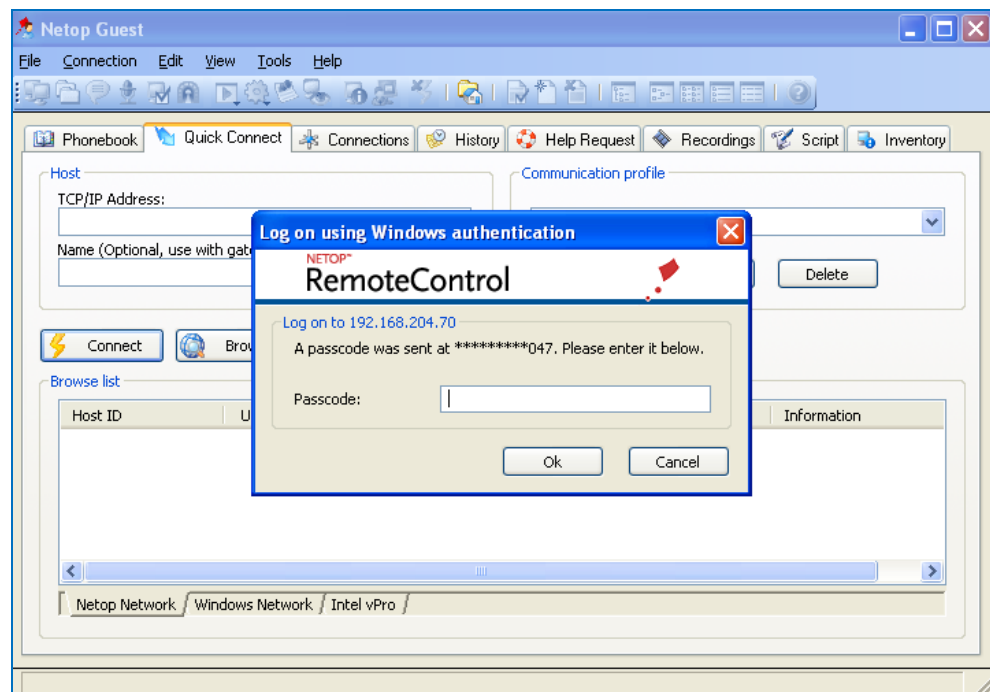 Netop Guest
File Connection Edit View Tools Help
Phonebook Quick Connect Connections History Help Request Recordings Script Inventory
Host
Communication profile
TCP/IP Address:
Name (Optional, use with gat
Delete
Connect
Brow
Log on using Windows authentication
NETOP™
RemoteControl
Log on to 192.168.204.70
A passcode was sent at *********047. Please enter it below.
Passcode:
Ok Cancel
Browse list
Host ID U Information
Netop Network Windows Network Intel vPro